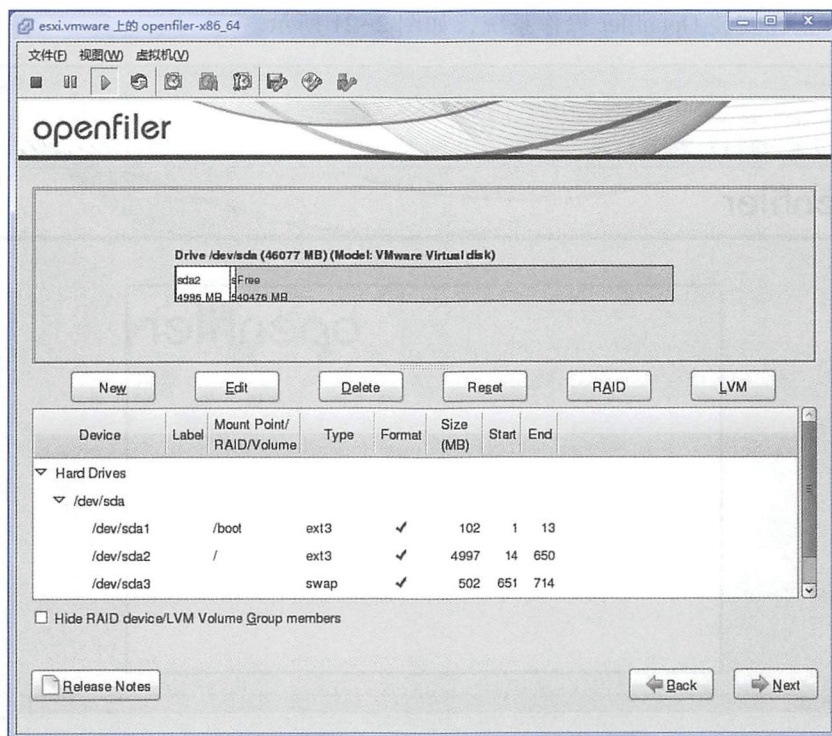 esxi.vmware 上的 openfiler-x86_64
文件(F) 视图(W) 虚拟机(V)
openfiler
Drive /dev/sda (46077 MB) (Model: VMware Virtual disk)
sda2 s Free
4996 MB 540476 MB
New Edit Delete Reset RAID LVM
Device Label Mount Point/ RAID/Volume Type Format Size (MB) Start End
Hard Drives
/dev/sda
/dev/sda1 /boot ext3 ✓ 102 1 13
/dev/sda2 / ext3 ✓ 4997 14 650
/dev/sda3 swap ✓ 502 651 714
Hide RAID device/LVM Volume Group members
Release Notes Back Next